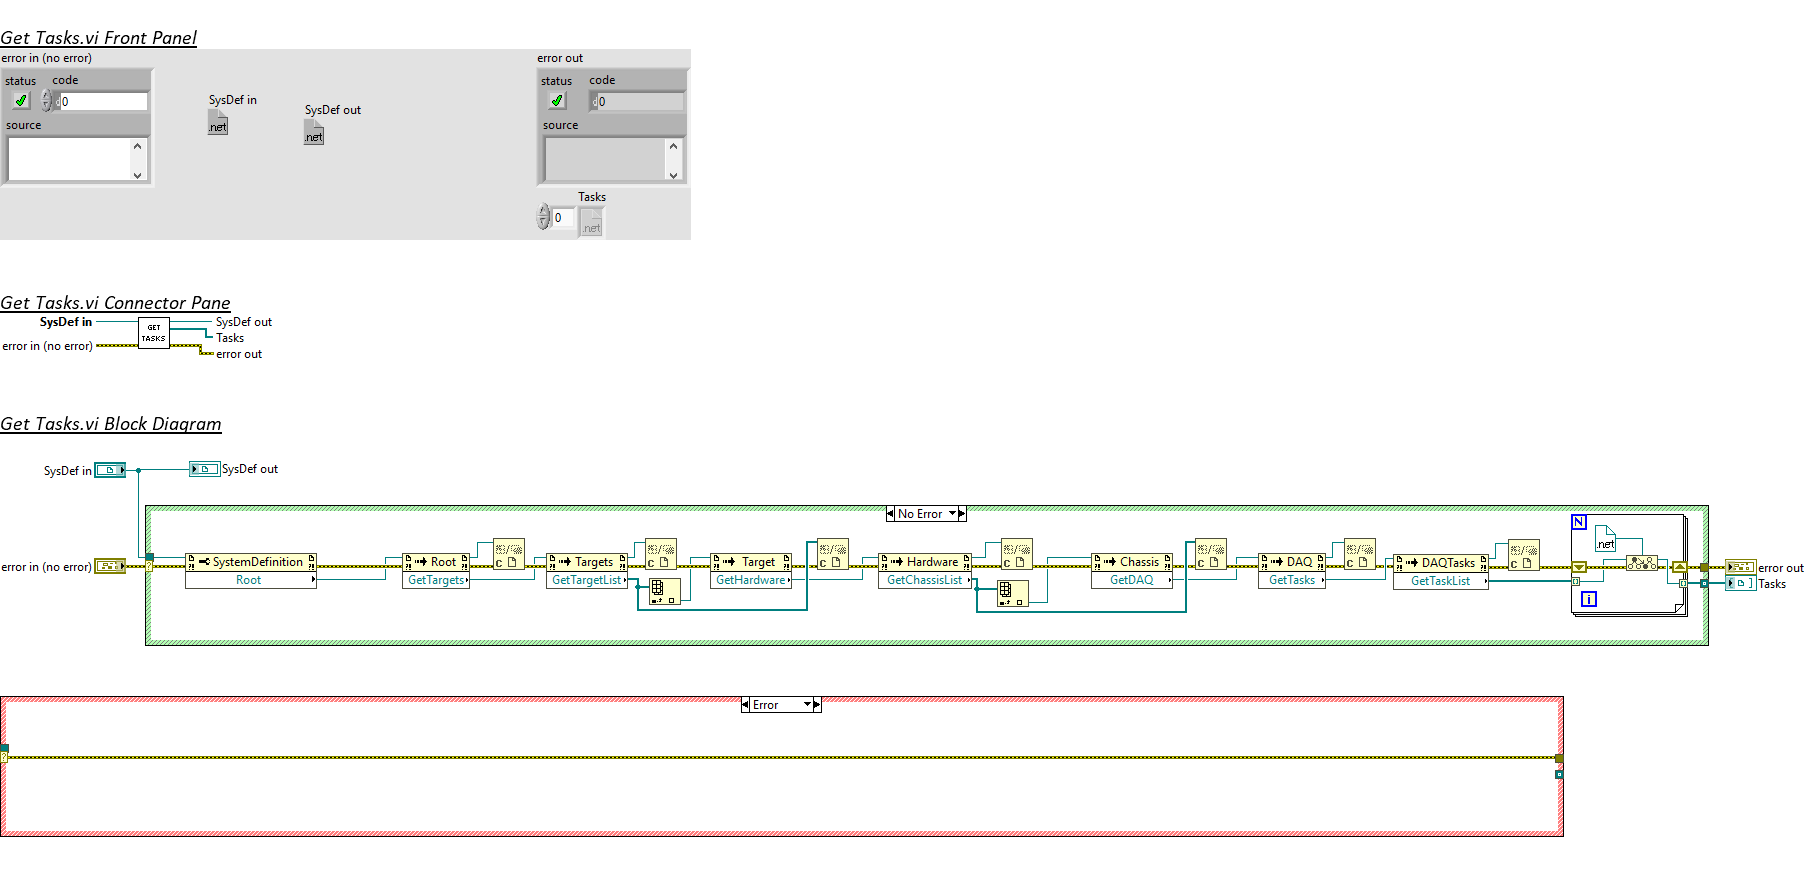 Get Tasks.vi Front Panel
error in (no error)
status code
0
source
SysDef in
.net
SysDef out
.net
error out
status code
0
source
Tasks
0
.net
Get Tasks.vi Connector Pane
SysDef in
error in (no error)
GET
TASKS
SysDef out
Tasks
error out
Get Tasks.vi Block Diagram
SysDef in
SysDef out
No Error
error in (no error)
SystemDefinition
Root
Root
GetTargets
Targets
GetTargetList
Target
GetHardware
Hardware
GetChassisList
Chassis
GetDAQ
DAQ
GetTasks
DAQTasks
GetTaskList
N
.net
i
error out
Tasks
Error